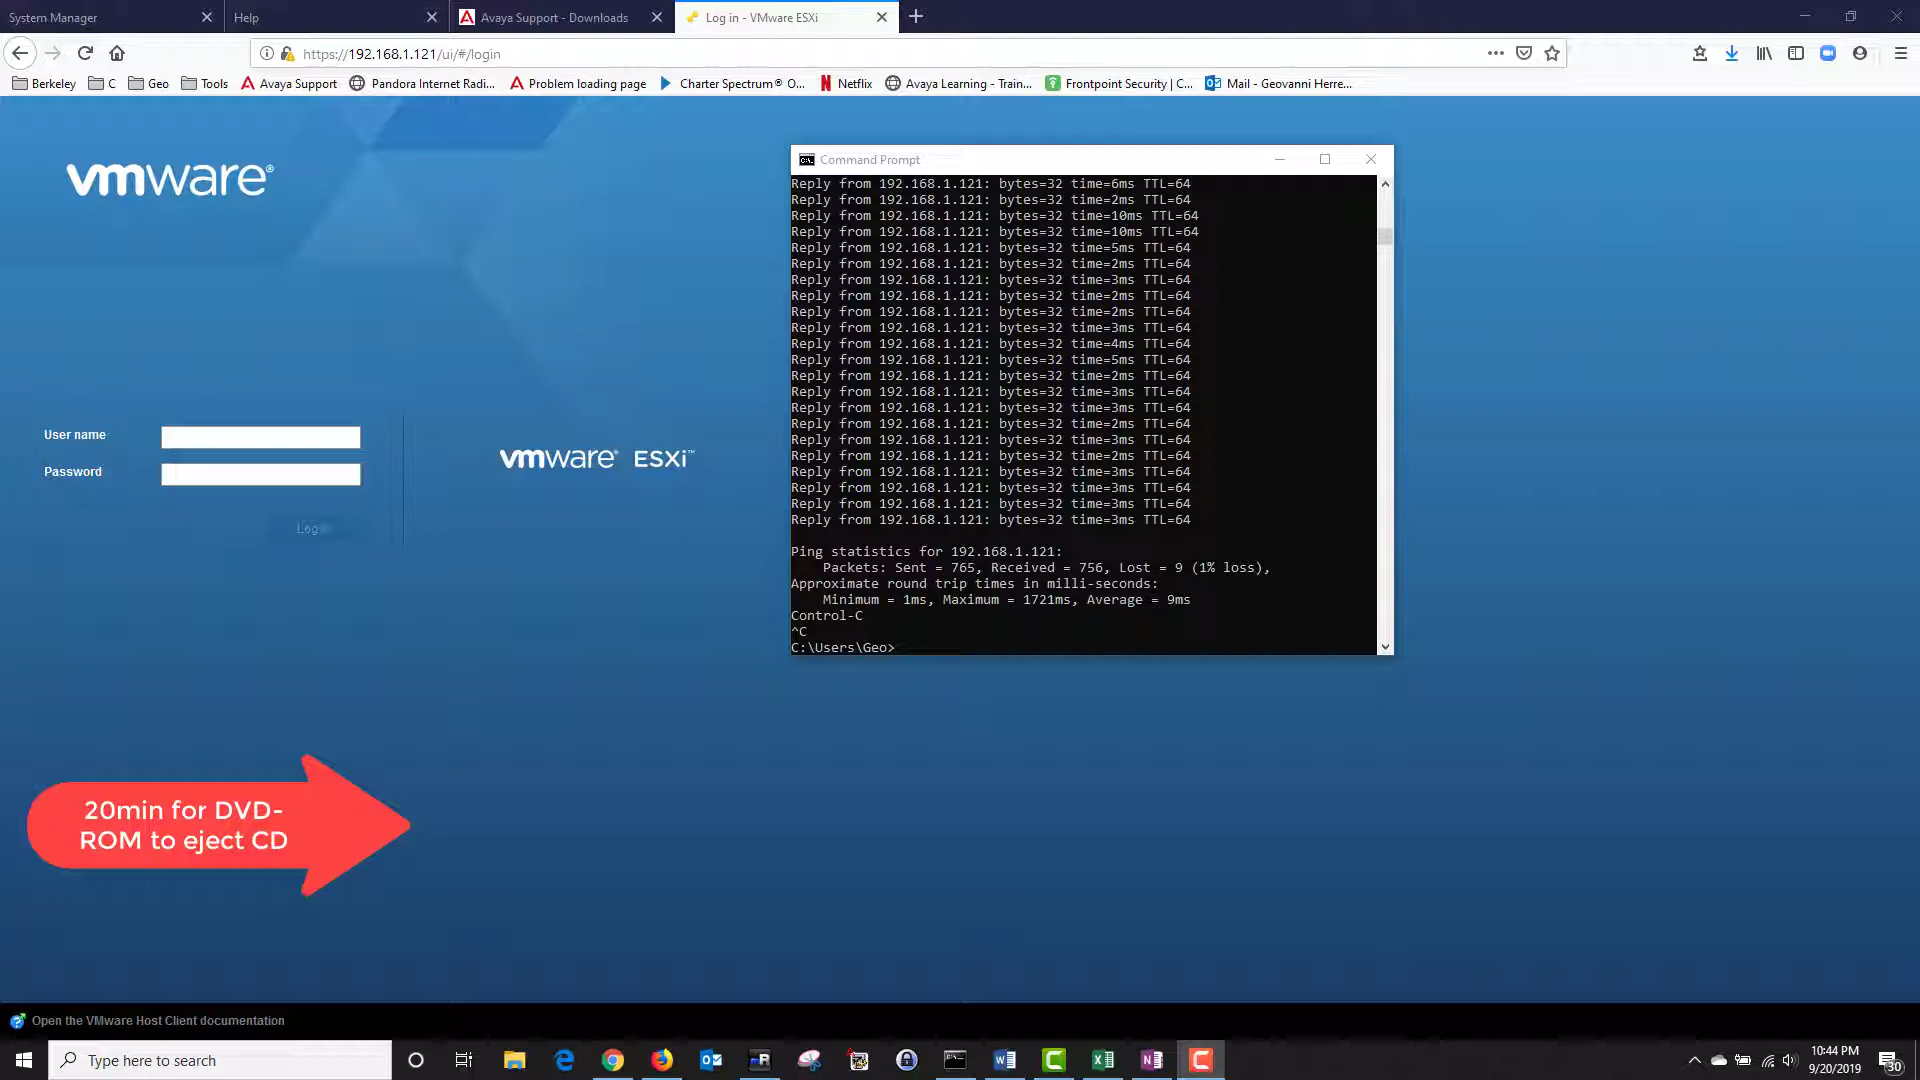 System Manager
Help
Avaya Support - Downloads
Log in - VMware ESXi
https://192.168.1.121/ui/#/login
Berkeley
C
Geo
Tools
Avaya Support
Pandora Internet Radi...
Problem loading page
Charter Spectrum® O...
Netflix
Avaya Learning - Train...
Frontpoint Security | C...
Mail - Geovanni Herre...
vmware®
User name
Password
Log
vmware® ESXi™
Command Prompt
Reply from 192.168.1.121: bytes=32 time=6ms TTL=64
Reply from 192.168.1.121: bytes=32 time=2ms TTL=64
Reply from 192.168.1.121: bytes=32 time=10ms TTL=64
Reply from 192.168.1.121: bytes=32 time=10ms TTL=64
Reply from 192.168.1.121: bytes=32 time=5ms TTL=64
Reply from 192.168.1.121: bytes=32 time=2ms TTL=64
Reply from 192.168.1.121: bytes=32 time=3ms TTL=64
Reply from 192.168.1.121: bytes=32 time=2ms TTL=64
Reply from 192.168.1.121: bytes=32 time=2ms TTL=64
Reply from 192.168.1.121: bytes=32 time=3ms TTL=64
Reply from 192.168.1.121: bytes=32 time=4ms TTL=64
Reply from 192.168.1.121: bytes=32 time=5ms TTL=64
Reply from 192.168.1.121: bytes=32 time=2ms TTL=64
Reply from 192.168.1.121: bytes=32 time=3ms TTL=64
Reply from 192.168.1.121: bytes=32 time=3ms TTL=64
Reply from 192.168.1.121: bytes=32 time=2ms TTL=64
Reply from 192.168.1.121: bytes=32 time=3ms TTL=64
Reply from 192.168.1.121: bytes=32 time=2ms TTL=64
Reply from 192.168.1.121: bytes=32 time=3ms TTL=64
Reply from 192.168.1.121: bytes=32 time=3ms TTL=64
Reply from 192.168.1.121: bytes=32 time=3ms TTL=64
Reply from 192.168.1.121: bytes=32 time=3ms TTL=64
Ping statistics for 192.168.1.121:
Packets: Sent = 765, Received = 756, Lost = 9 (1% loss),
Approximate round trip times in milli-seconds:
Minimum = 1ms, Maximum = 1721ms, Average = 9ms
Control-C
^C
C:\Users\Geo>
20min for DVD-
ROM to eject CD
Open the VMware Host Client documentation
Type here to search
10:44 PM
9/20/2019
30